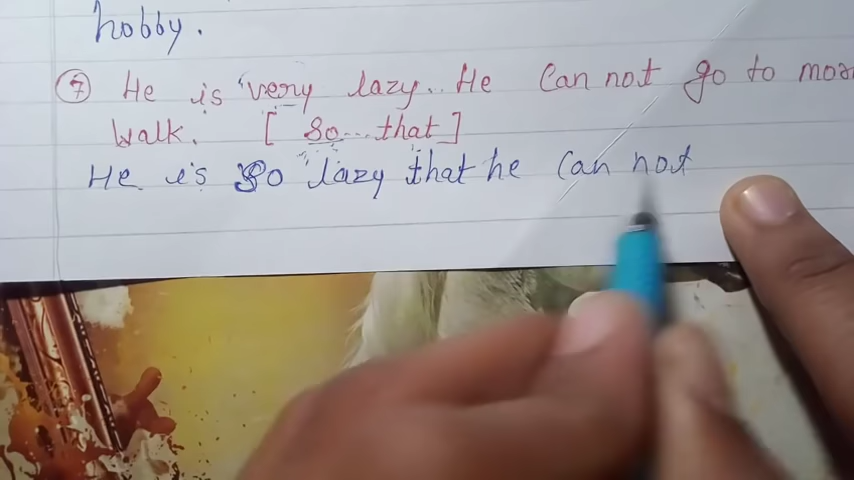 hobby.
7 He is very lazy. He Can not go to
walk. [ So...that ]
He is So lazy that he Can not